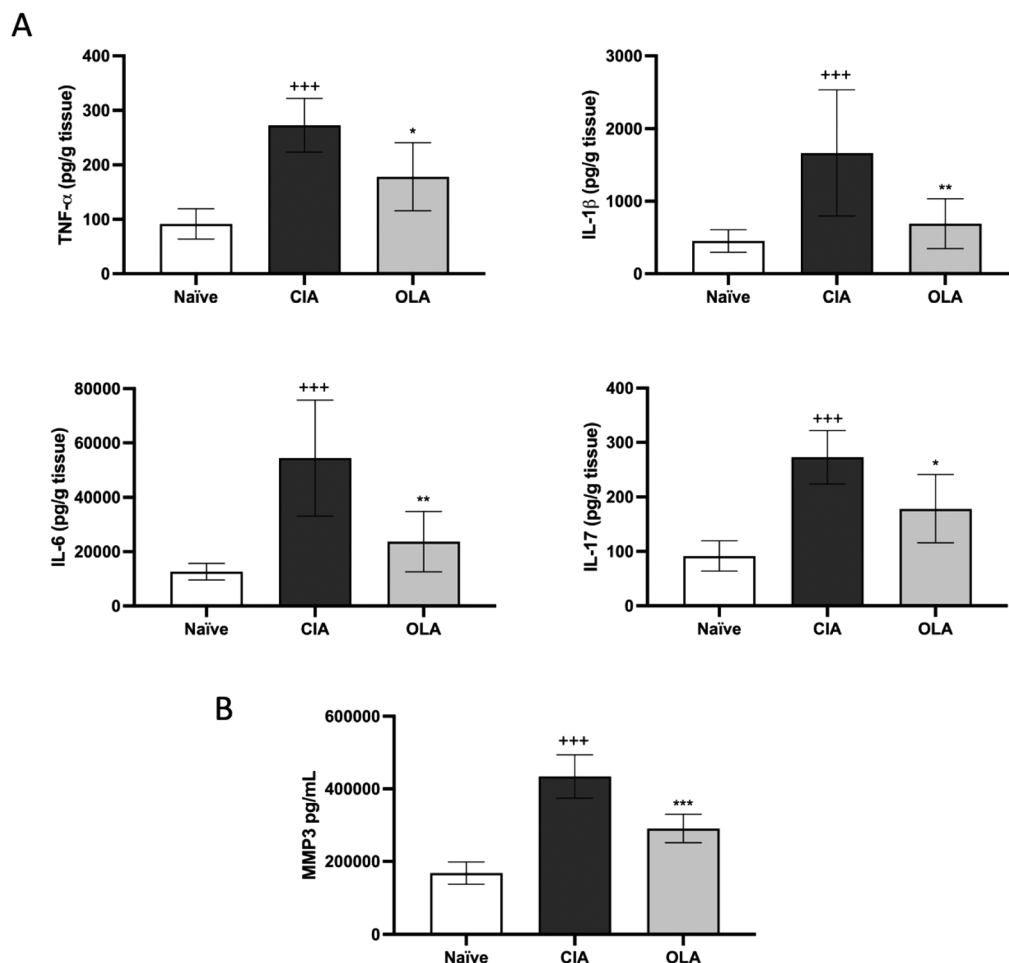 A
TNF-α (pg/g tissue)
400
300
200
100
0
+++
*
Naïve CIA OLA
IL-1β (pg/g tissue)
3000
2000
1000
0
+++
**
Naïve CIA OLA
IL-6 (pg/g tissue)
80000
60000
40000
20000
0
+++
**
Naïve CIA OLA
IL-17 (pg/g tissue)
400
300
200
100
0
+++
*
Naïve CIA OLA
B
MMP3 pg/mL
600000
400000
200000
0
+++
***
Naïve CIA OLA